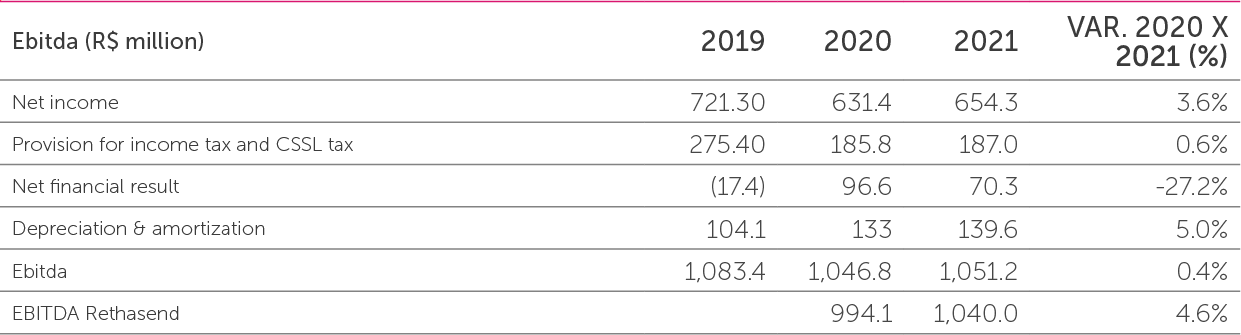 Ebitda (R$ million) 2019 2020 2021 VAR. 2020 X
2021 (%)
Net income 721.30 631.4 654.3 3.6%
Provision for income tax and CSSL tax 275.40 185.8 187.0 0.6%
Net financial result (17.4) 96.6 70.3 -27.2%
Depreciation & amortization 104.1 133 139.6 5.0%
Ebitda 1,083.4 1,046.8 1,051.2 0.4%
EBITDA Rethasend 994.1 1,040.0 4.6%